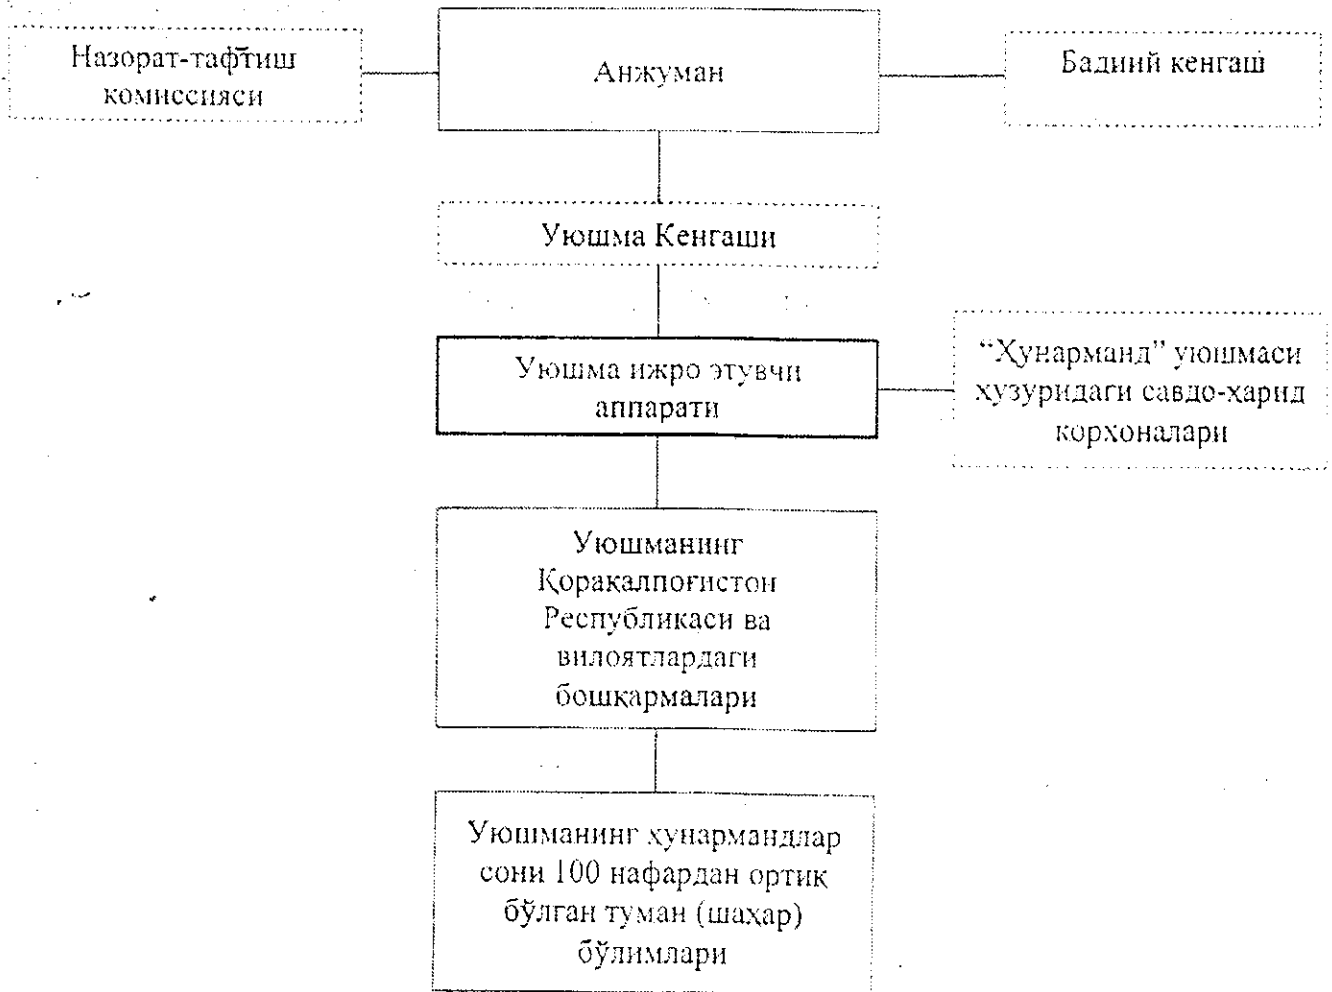 Назорат-тафтиш
комиссияси
Анжуман
Бадиий кенгаш
Уюшма Кенгаши
Уюшма ижро этувчи
аппарати
“Ҳунарманд” уюшмаси
ҳузуридаги савдо-харид
корхоналари
Уюшманинг
Қорақалпоғистон
Республикаси ва
вилоятлардаги
бошқармалари
Уюшманинг ҳунармандлар
сони 100 нафардан ортиқ
бўлган туман (шаҳар)
бўлимлари